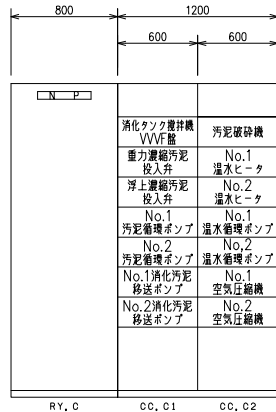 800
1200
600
600
N P
消化タンク撹拌機
VVVF盤
汚泥破砕機
重力濃縮汚泥
投入弁
No.1
温水ヒータ
浮上濃縮汚泥
投入弁
No.2
温水ヒータ
No.1
汚泥循環ポンプ
No.1
温水循環ポンプ
No.2
汚泥循環ポンプ
No,2
温水循環ポンプ
No.1消化汚泥
移送ポンプ
No.1
空気圧縮機
No.2消化汚泥
移送ポンプ
No.2
空気圧縮機
RY, C
CC, C1
CC, C2